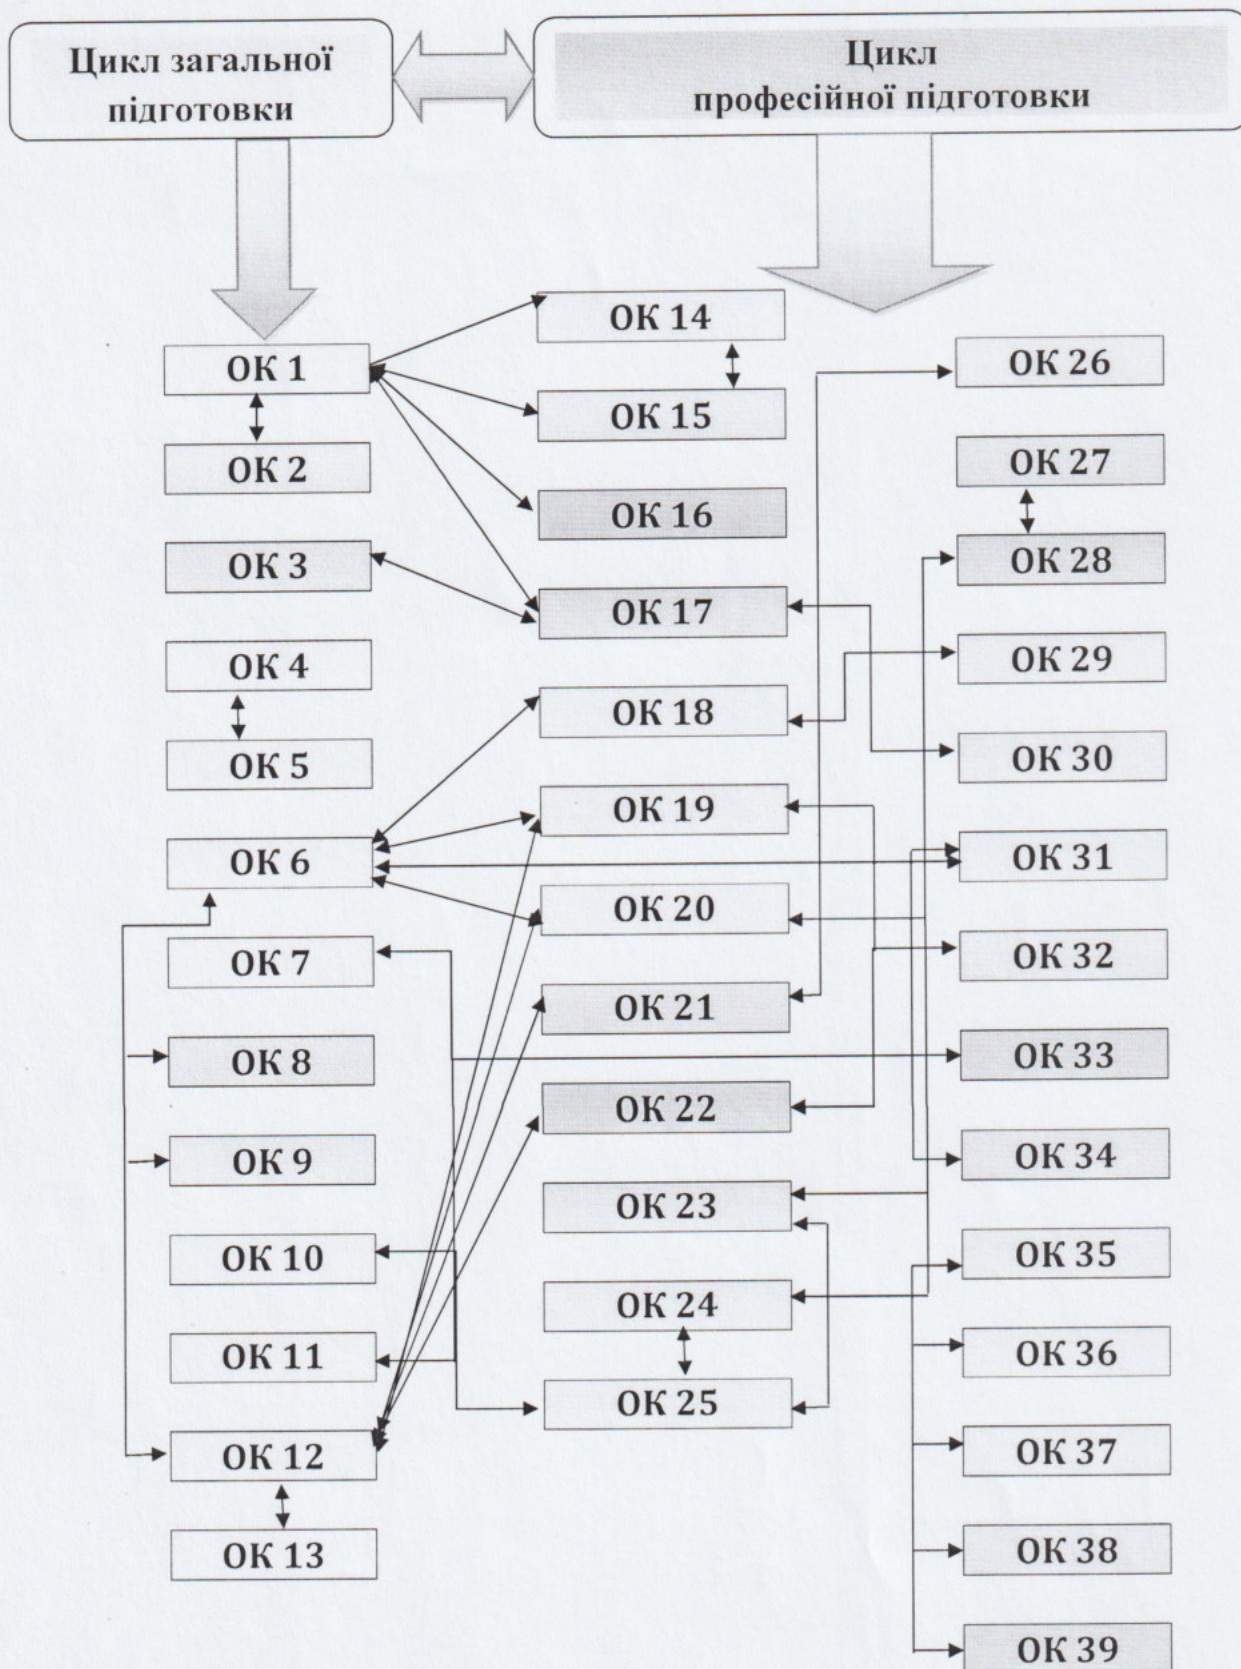 Цикл загальної
підготовки
Цикл
професійної підготовки
ОК 1
ОК 2
ОК 3
ОК 4
ОК 5
ОК 6
ОК 7
ОК 8
ОК 9
ОК 10
ОК 11
ОК 12
ОК 13
ОК 14
ОК 15
ОК 16
ОК 17
ОК 18
ОК 19
ОК 20
ОК 21
ОК 22
ОК 23
ОК 24
ОК 25
ОК 26
ОК 27
ОК 28
ОК 29
ОК 30
ОК 31
ОК 32
ОК 33
ОК 34
ОК 35
ОК 36
ОК 37
ОК 38
ОК 39